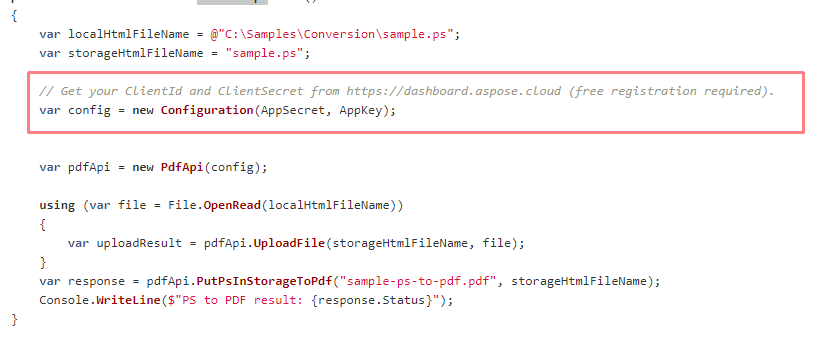 {
var localHtmlFileName = @"C:\Samples\Conversion\sample.ps";
var storageHtmlFileName = "sample.ps";
// Get your ClientId and ClientSecret from https://dashboard.aspose.cloud (free registration required).
var config = new Configuration(AppSecret, AppKey);
var pdfApi = new PdfApi(config);
using (var file = File.OpenRead(localHtmlFileName))
{
var uploadResult = pdfApi.UploadFile(storageHtmlFileName, file);
}
var response = pdfApi.PutPsInStorageToPdf("sample-ps-to-pdf.pdf", storageHtmlFileName);
Console.WriteLine($"PS to PDF result: {response.Status}");
}